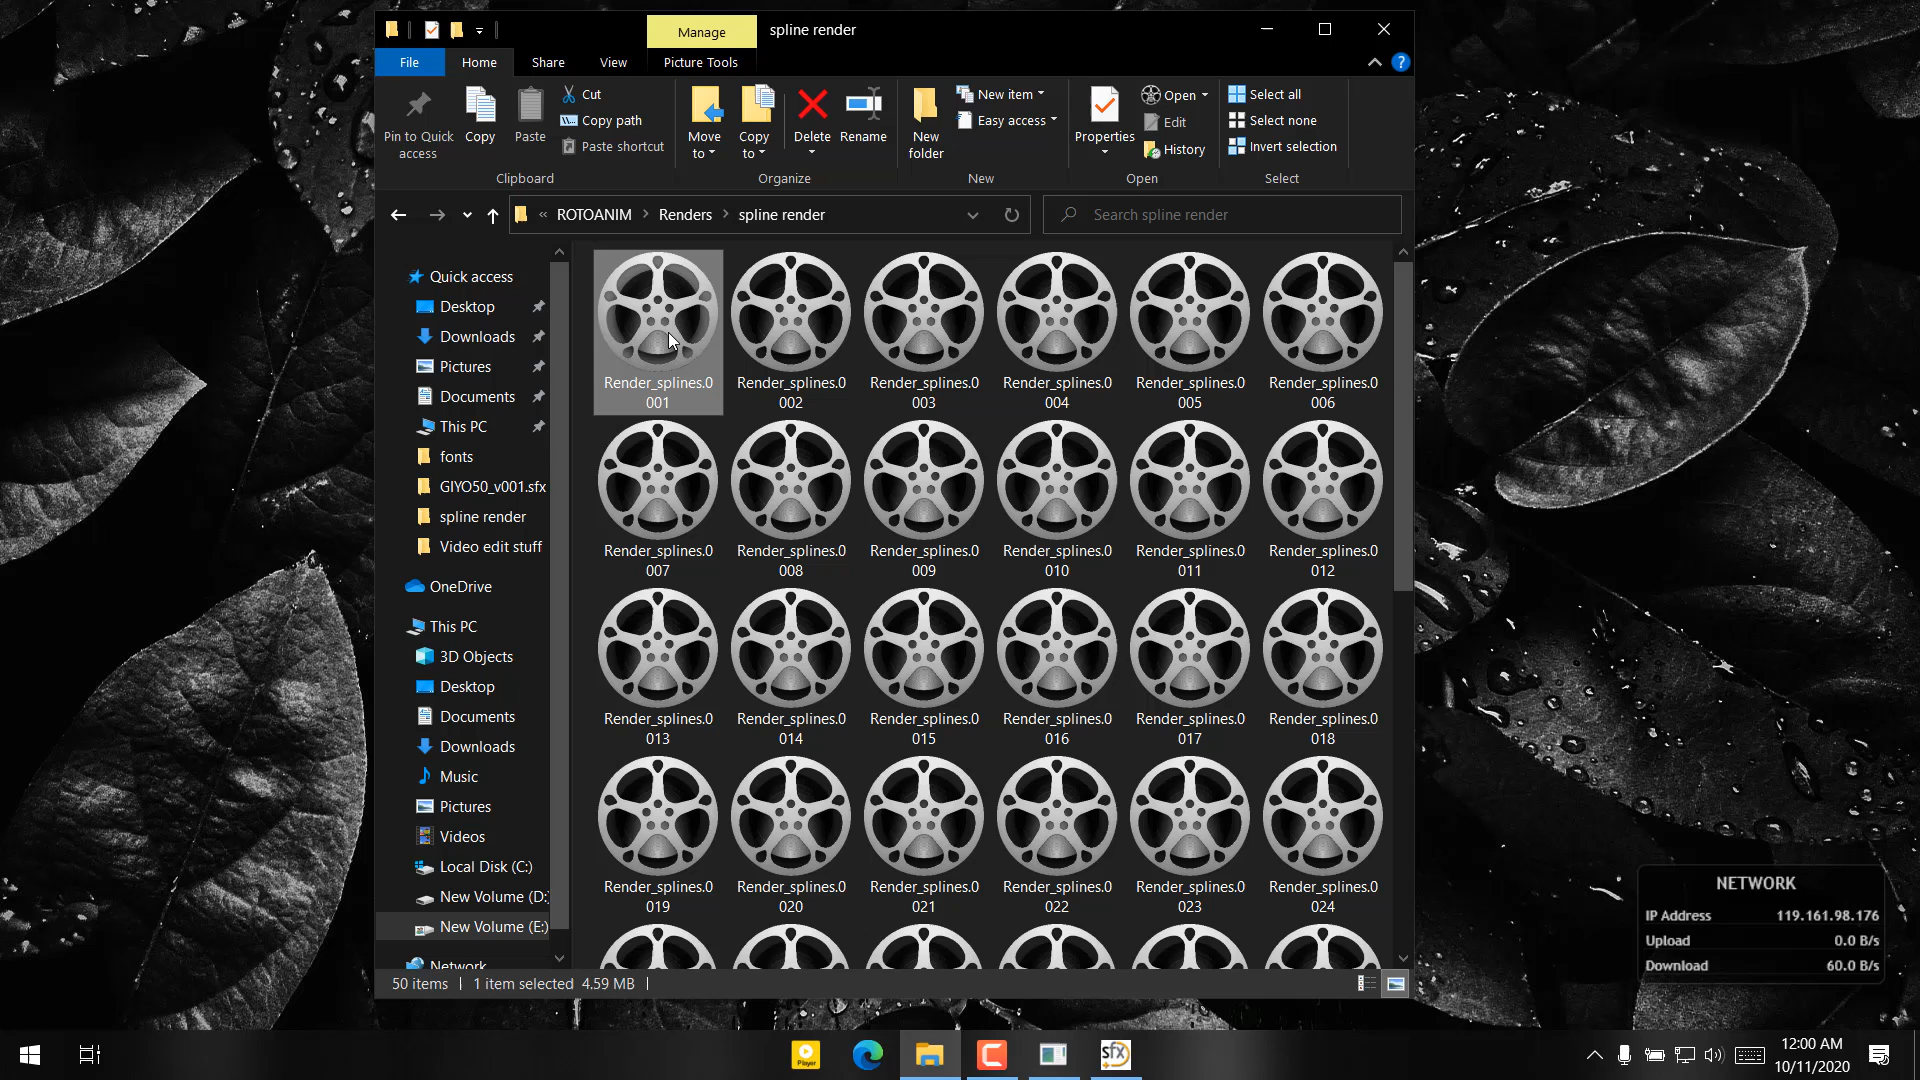 Manage
spline render
File
Home
Share
View
Picture Tools
Pin to Quick
access
Copy
Paste
Cut
Copy path
Paste shortcut
Clipboard
Move
to
Copy
to
Delete
Rename
Organize
New
folder
New item
Easy access
New
Properties
Open
Edit
History
Open
Select all
Select none
Invert selection
Select
« ROTOANIM > Renders > spline render
Search spline render
Quick access
Desktop
Downloads
Pictures
Documents
This PC
fonts
GIYO50_v001.sfx
spline render
Video edit stuff
OneDrive
This PC
3D Objects
Desktop
Documents
Downloads
Music
Pictures
Videos
Local Disk (C:)
New Volume (D:)
New Volume (E:)
Network
Render_splines.0
001
Render_splines.0
002
Render_splines.0
003
Render_splines.0
004
Render_splines.0
005
Render_splines.0
006
Render_splines.0
007
Render_splines.0
008
Render_splines.0
009
Render_splines.0
010
Render_splines.0
011
Render_splines.0
012
Render_splines.0
013
Render_splines.0
014
Render_splines.0
015
Render_splines.0
016
Render_splines.0
017
Render_splines.0
018
Render_splines.0
019
Render_splines.0
020
Render_splines.0
021
Render_splines.0
022
Render_splines.0
023
Render_splines.0
024
50 items
1 item selected 4.59 MB
NETWORK
IP Address 119.161.98.176
Upload 0.0 B/s
Download 60.0 B/s
Player
sfx
12:00 AM
10/11/2020